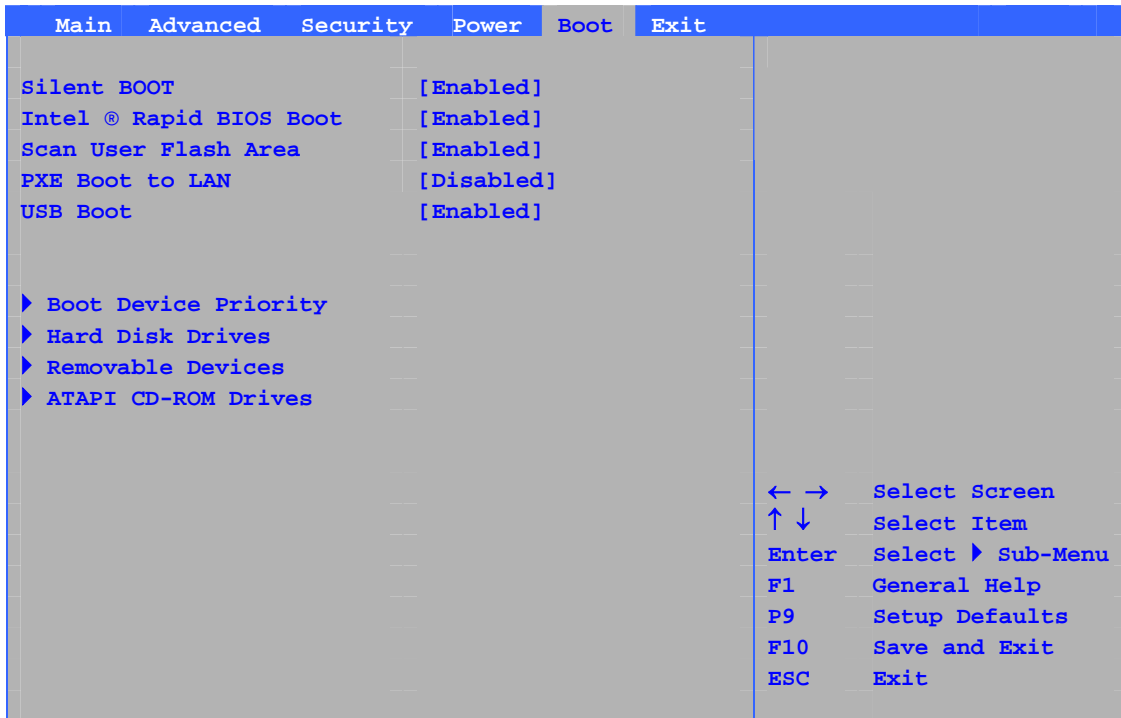 Main Advanced Security Power Boot Exit
Silent BOOT [Enabled]
Intel ® Rapid BIOS Boot [Enabled]
Scan User Flash Area [Enabled]
PXE Boot to LAN [Disabled]
USB Boot [Enabled]
Boot Device Priority
Hard Disk Drives
Removable Devices
ATAPI CD-ROM Drives
← → Select Screen
↑ ↓ Select Item
Enter Select Sub-Menu
F1 General Help
P9 Setup Defaults
F10 Save and Exit
ESC Exit